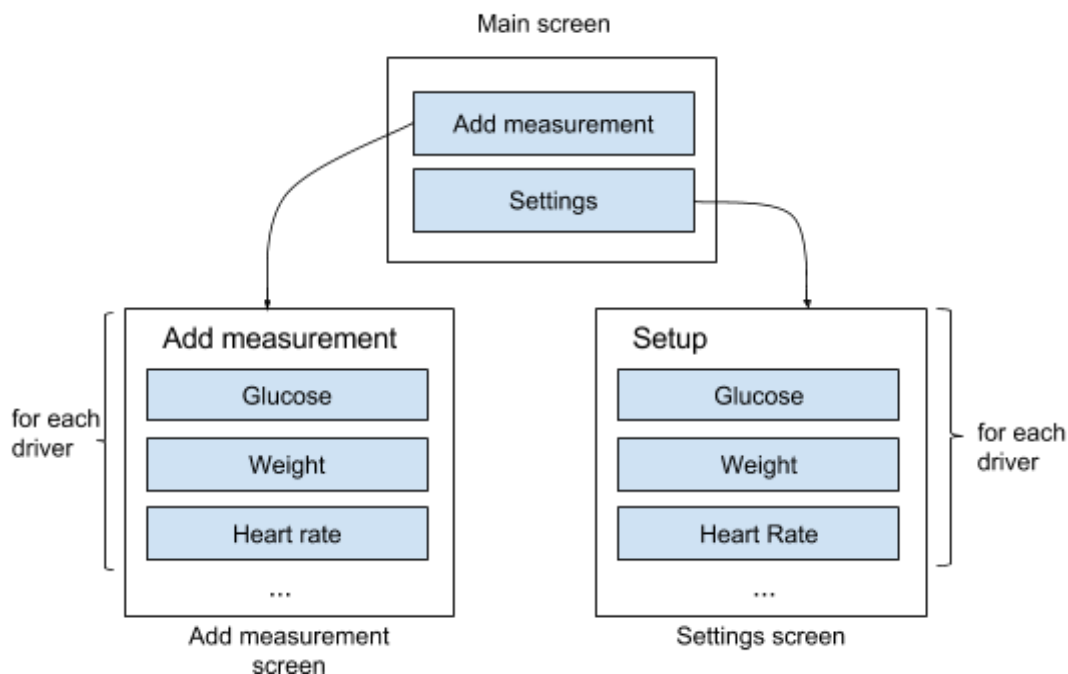 Main screen
Add measurement
Settings
Add measurement
Glucose
Weight
Heart rate
...
for each
driver
Add measurement
screen
Setup
Glucose
Weight
Heart Rate
...
for each
driver
Settings screen